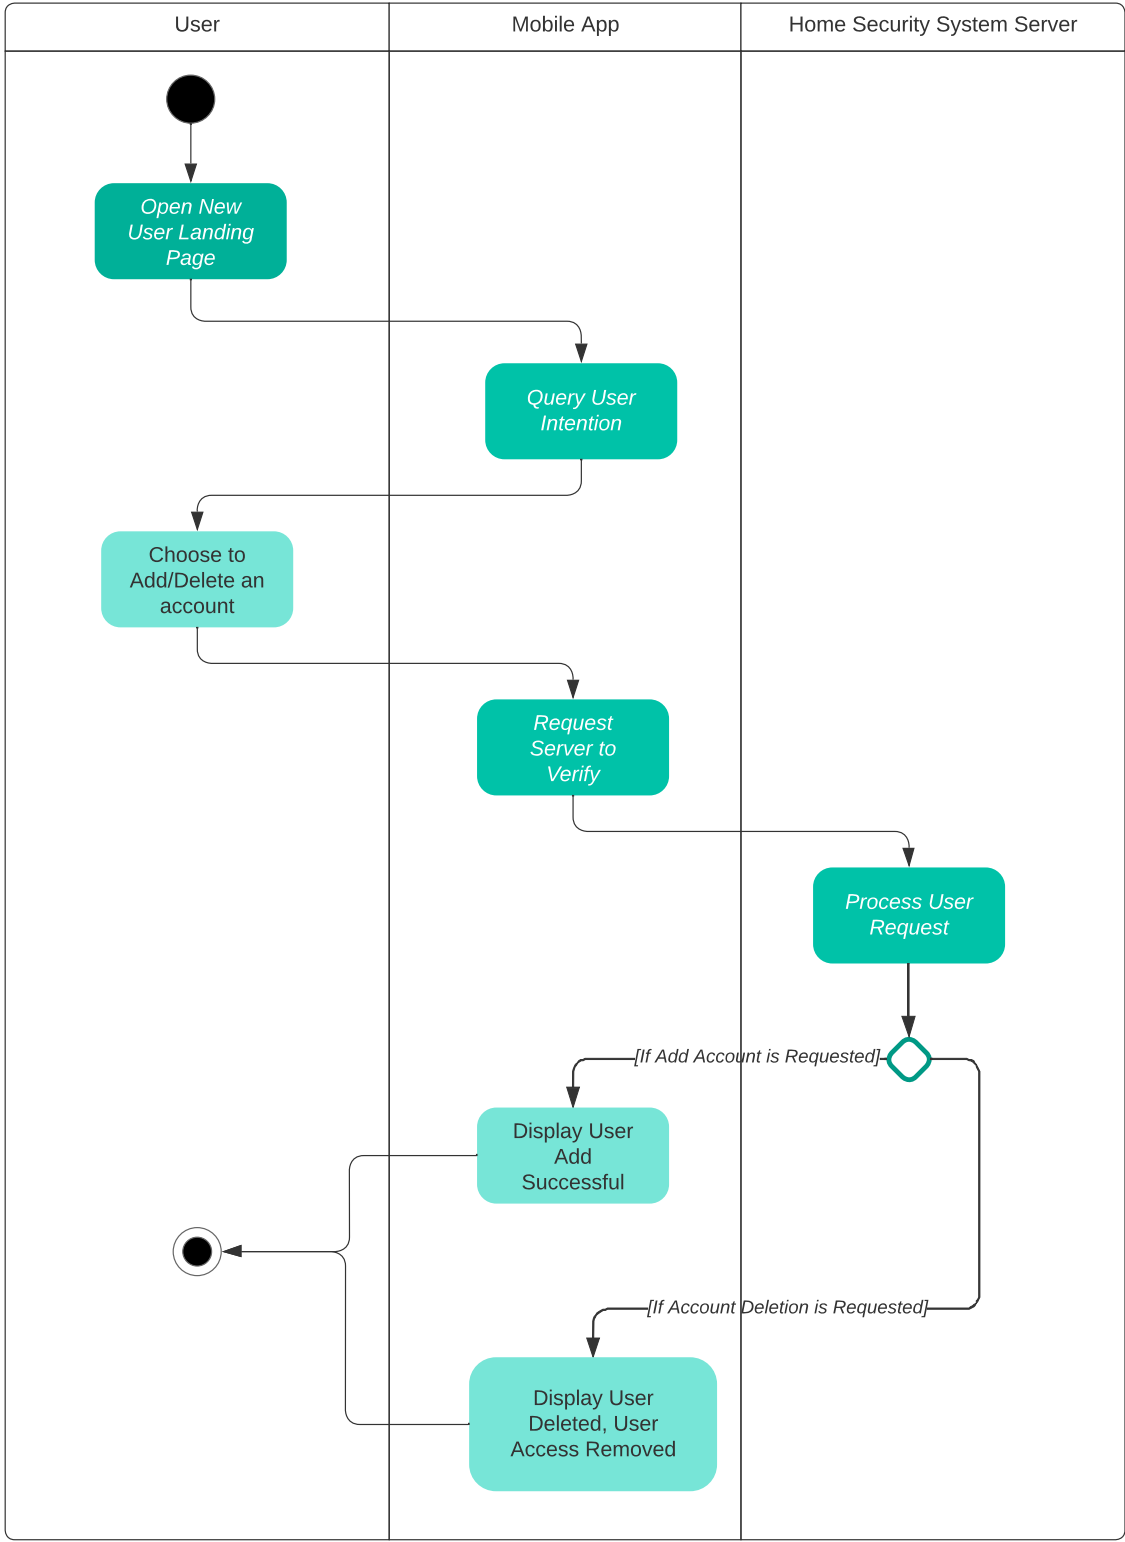 User
Mobile App
Home Security System Server
Open New
User Landing
Page
Query User
Intention
Choose to
Add/Delete an
account
Request
Server to
Verify
Process User
Request
[If Add Account is Requested]
Display User
Add
Successful
[If Account Deletion is Requested]
Display User
Deleted, User
Access Removed